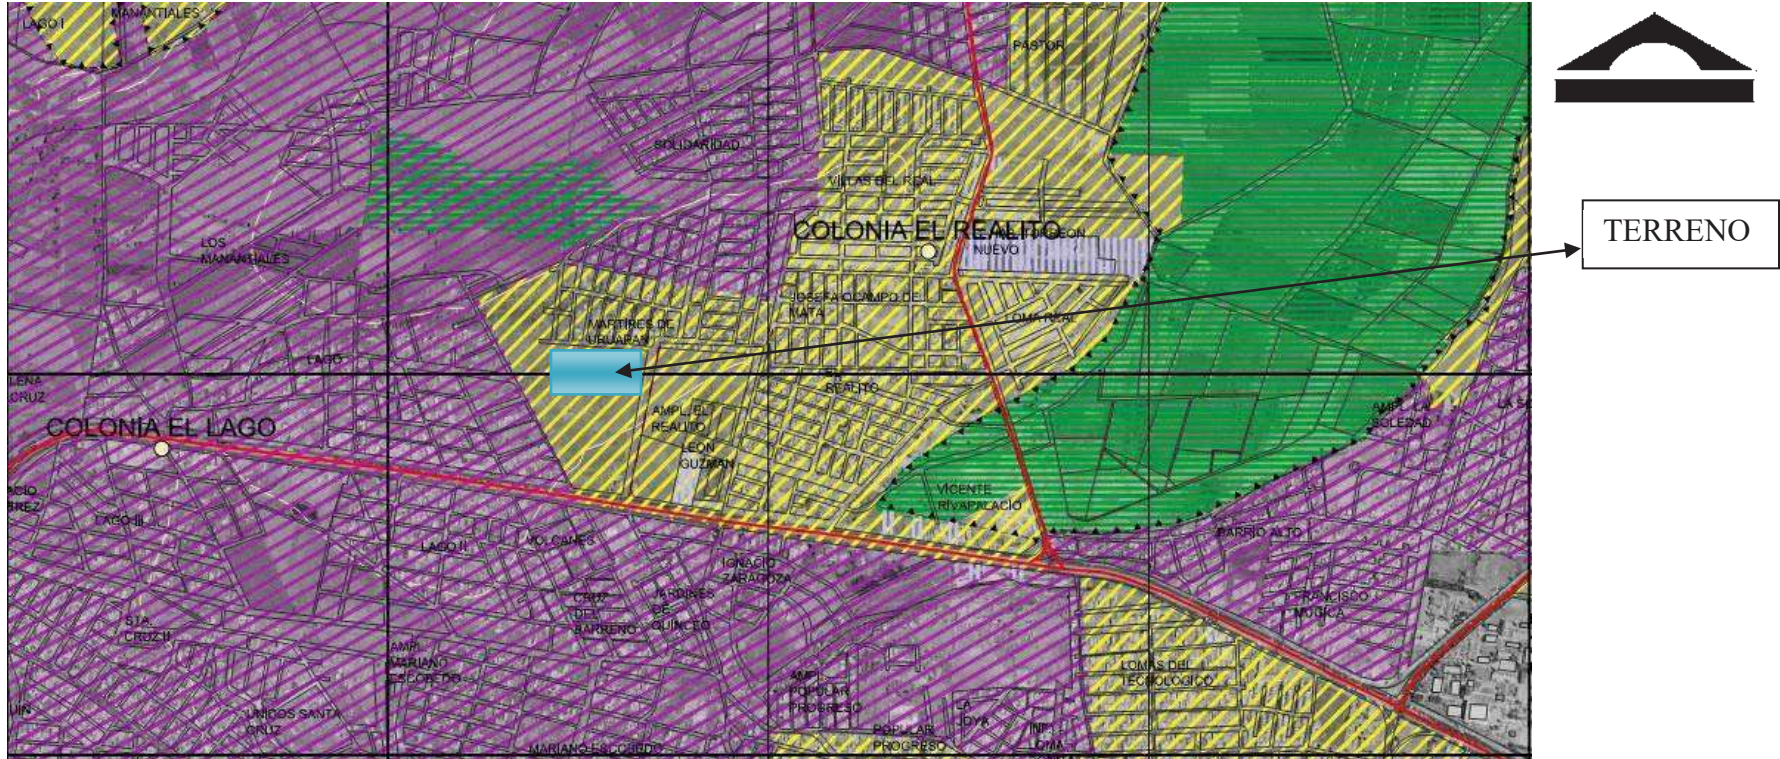 LAGO I
MANANTIALES
PASTOR
SOLIDARIDAD
VILLAS DEL REAL
COLONIA EL REALITO
TORREON
NUEVO
TERRENO
LOS
MANANTIALES
JOSEFA OCAMPO DE
MATA
LOMA REAL
MARTIRES DE
URUAPAN
LAGO
REALITO
CRUZ
COLONIA EL LAGO
AMPL. EL
REALITO
LEON
GUZMAN
AMPL. LA
SOLEDAD
VICENTE
RIVAPALACIO
LAGO III
LAGO II
VOLCANES
BARRIO ALTO
IGNACIO
ZARAGOZA
CRUZ
DEL
BARRENO
JARDINES
DE
QUINCEO
FRANCISCO
MUGICA
STA.
CRUZ II
AMPL.
MARIANO
ESCOBEDO
LOMAS DEL
TECNOLOGICO
AMPL.
POPULAR
PROGRESO
LA
JOYA
UNIDOS SANTA
CRUZ
POPULAR
PROGRESO
INF.
LOMA
MARIANO ESCOBEDO